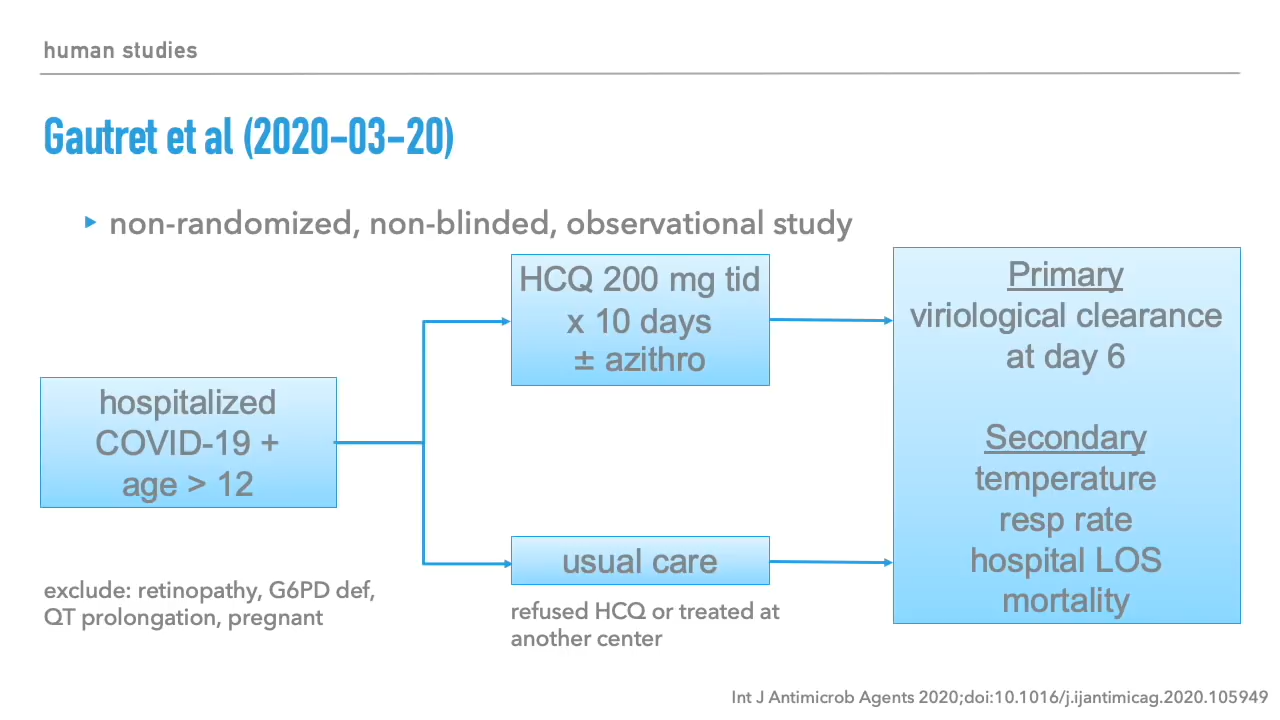 human studies
Gautret et al (2020-03-20)
▸ non-randomized, non-blinded, observational study
hospitalized
COVID-19 +
age > 12
exclude: retinopathy, G6PD def,
QT prolongation, pregnant
HCQ 200 mg tid
x 10 days
± azithro
usual care
refused HCQ or treated at
another center
Primary
viriological clearance
at day 6
Secondary
temperature
resp rate
hospital LOS
mortality
Int J Antimicrob Agents 2020;doi:10.1016/j.ijantimicag.2020.105949